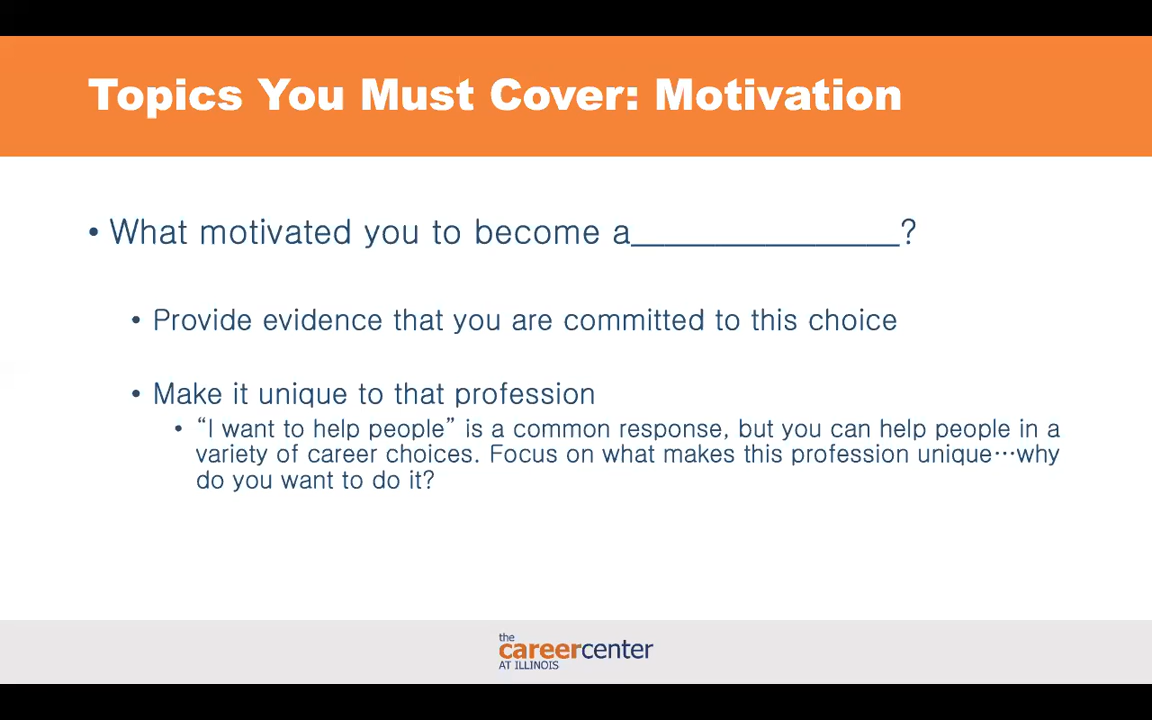 Topics You Must Cover: Motivation
• What motivated you to become a________________?
• Provide evidence that you are committed to this choice
• Make it unique to that profession
• “I want to help people” is a common response, but you can help people in a
variety of career choices. Focus on what makes this profession unique…why
do you want to do it?
the
careercenter
AT ILLINOIS